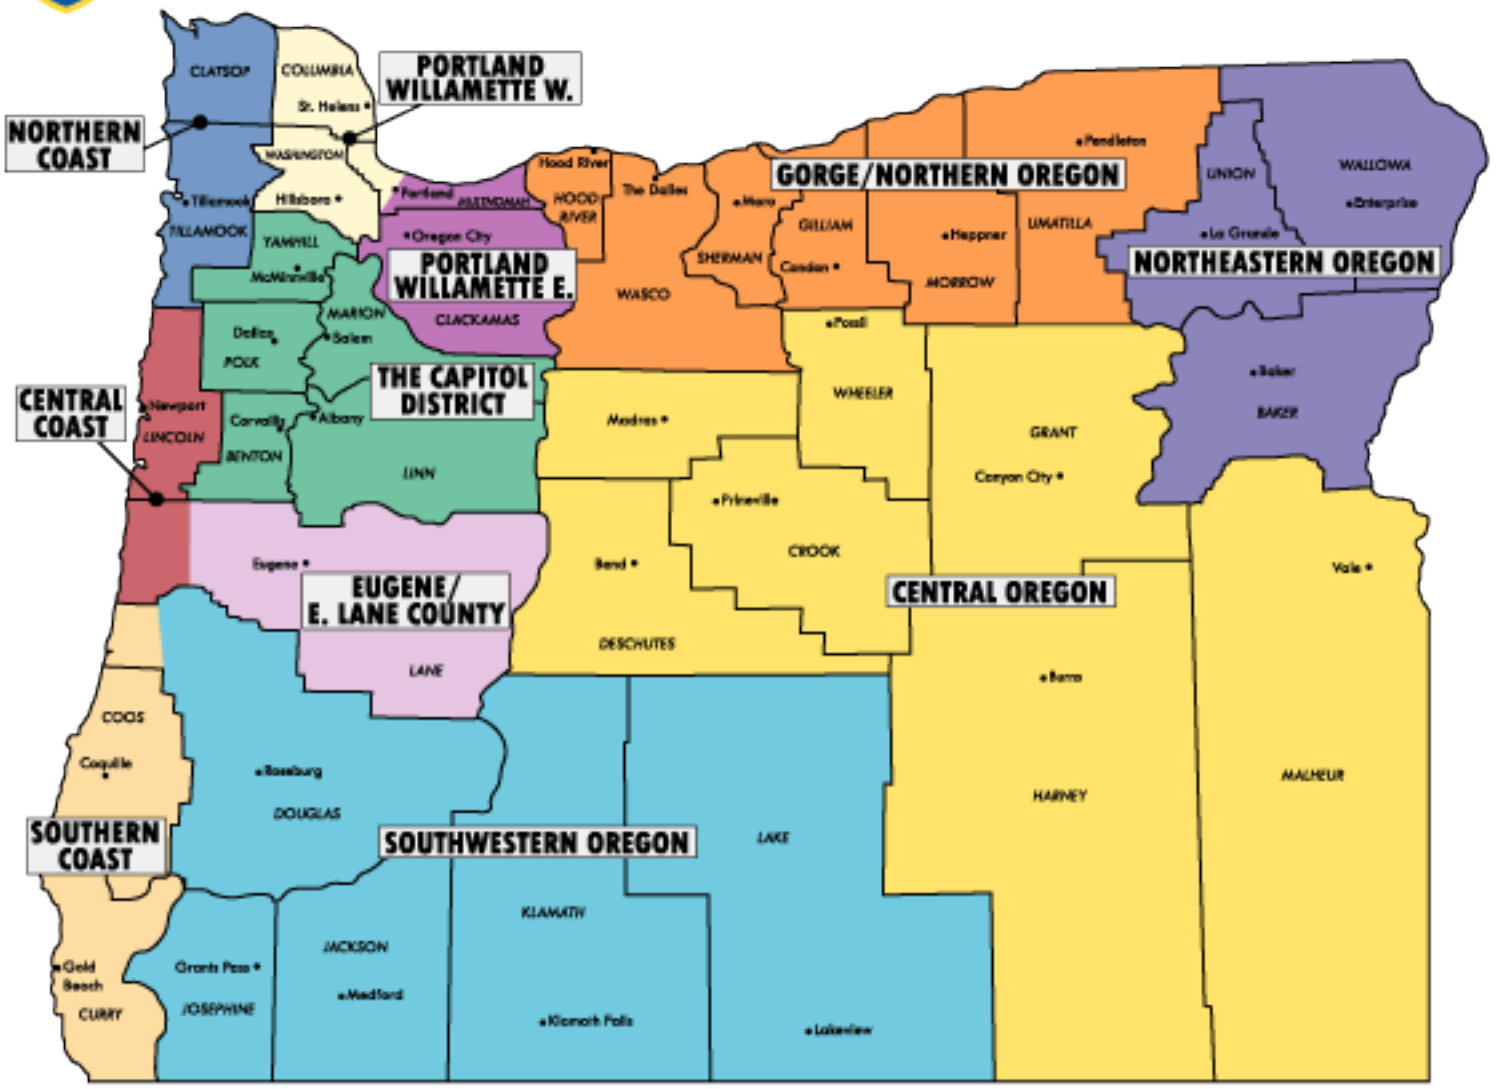 CLATSOP
COLUMBIA
St. Helens
PORTLAND
WILLAMETTE W.
NORTHERN
COAST
WASHINGTON
Hillsboro
Tillamook
TILLAMOOK
Portland
MULTNOMAH
Hood River
HOOD
RIVER
The Dalles
Moro
GORGE/NORTHERN OREGON
Pendleton
UNION
WALLOWA
Enterprise
YAMHILL
McMinnville
Oregon City
PORTLAND
WILLAMETTE E.
CLACKAMAS
WASCO
SHERMAN
GILLIAM
Condon
Heppner
MORROW
UMATILLA
La Grande
NORTHEASTERN OREGON
MARION
Salem
Dallas
POLK
THE CAPITOL
DISTRICT
Fossil
WHEELER
Baker
BAKER
CENTRAL
COAST
Newport
LINCOLN
Corvallis
BENTON
Albany
LINN
Madras
GRANT
Canyon City
Prineville
CROOK
Eugene
EUGENE/
E. LANE COUNTY
LANE
Bend
DESCHUTES
CENTRAL OREGON
Vale
Burns
HARNEY
MALHEUR
COOS
Coquille
Roseburg
DOUGLAS
SOUTHERN
COAST
SOUTHWESTERN OREGON
LAKE
KLAMATH
JACKSON
Medford
Grants Pass
JOSEPHINE
Gold
Beach
CURRY
Klamath Falls
Lakeview